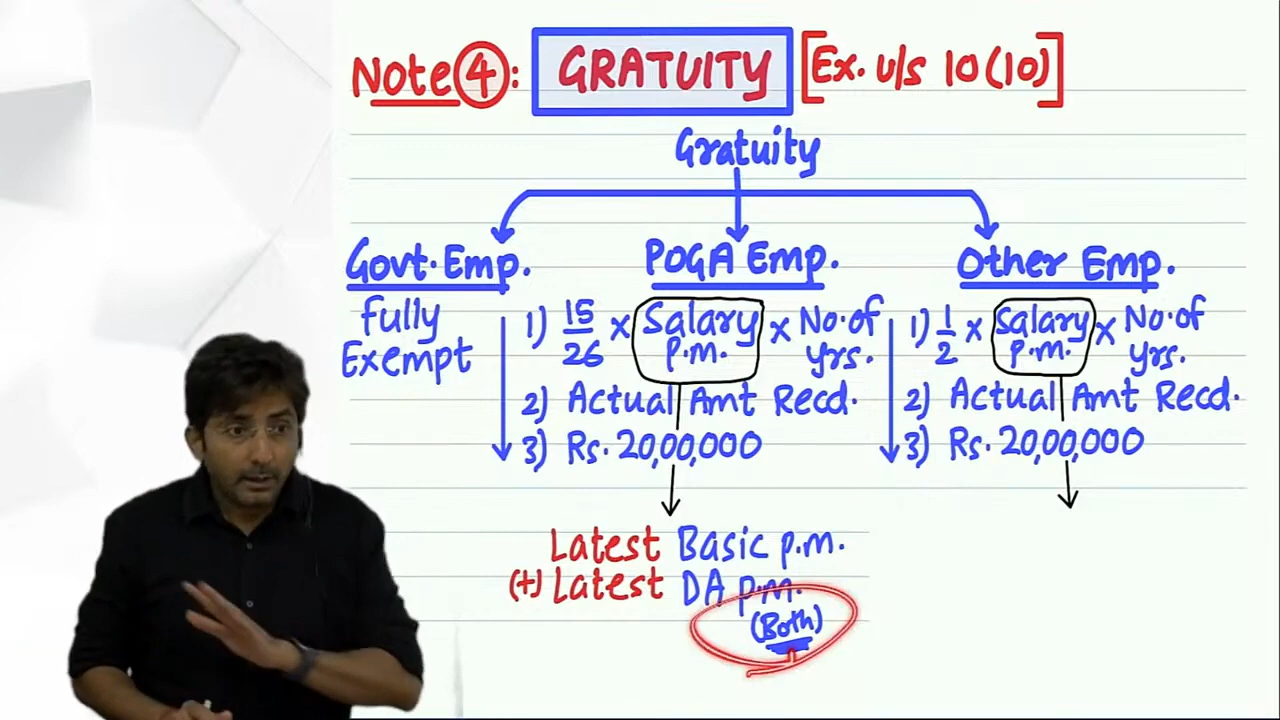 Note 4: GRATUITY [Ex. u/s 10(10)]
Gratuity
Govt. Emp.
Fully
Exempt
POGA Emp.
1) 15/26 x Salary p.m. x No. of yrs.
2) Actual Amt Recd.
3) Rs. 20,00,000
Latest Basic p.m.
(+) Latest DA p.m.
(Both)
Other Emp.
1) 1/2 x Salary p.m. x No. of yrs.
2) Actual Amt Recd.
3) Rs. 20,00,000